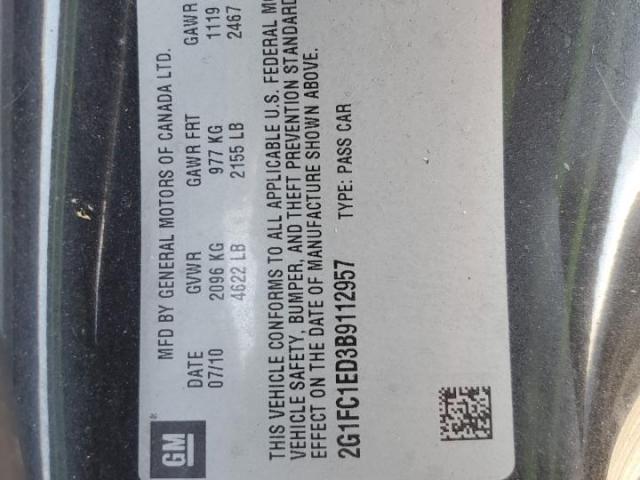 GM
MFD BY GENERAL MOTORS OF CANADA LTD.
DATE GVWR GAWR FRT GAWR
07/10 2096 KG 977 KG 1119
4622 LB 2155 LB 2467
THIS VEHICLE CONFORMS TO ALL APPLICABLE U.S. FEDERAL
VEHICLE SAFETY, BUMPER, AND THEFT PREVENTION STANDARD
EFFECT ON THE DATE OF MANUFACTURE SHOWN ABOVE.
2G1FC1ED3B9112957 TYPE: PASS CAR